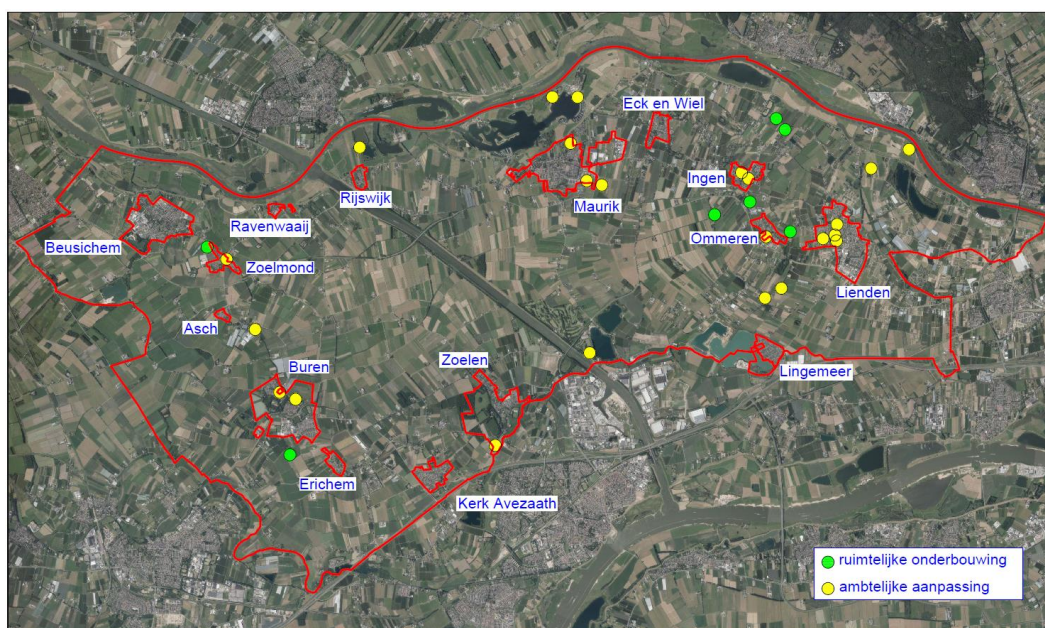 Eck en Wiel
Ingen
Rijswijk
Maurik
Ravenwaaij
Beusichem
Ommeren
Zoelmond
Lienden
Asch
Zoelen
Buren
Lingemeer
Erichem
Kerk Avezaath
ruimtelijke onderbouwing
ambtelijke aanpassing